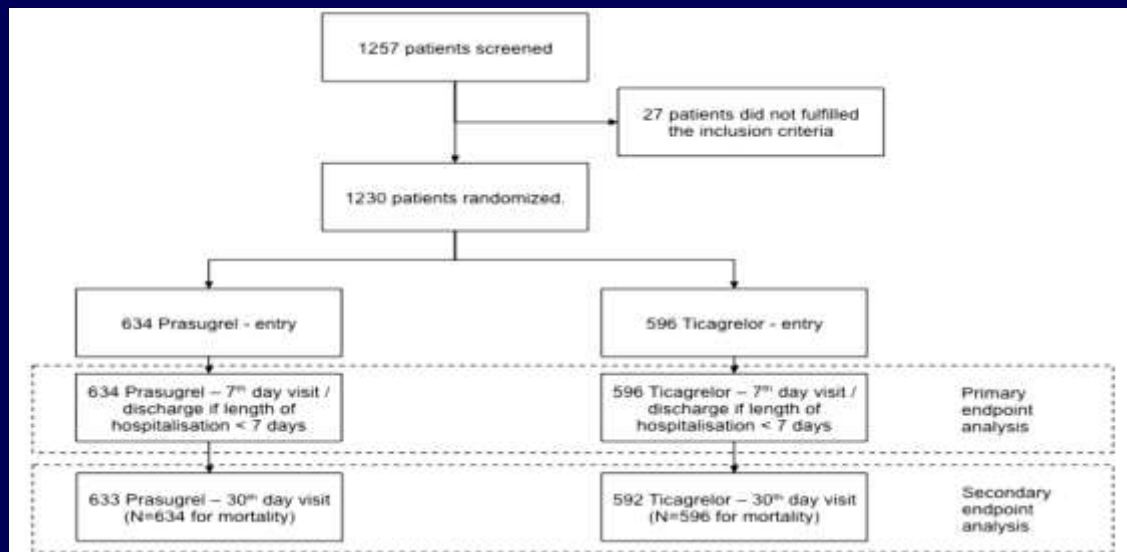 1257 patients screened
27 patients did not fulfilled
the inclusion criteria
1230 patients randomized.
634 Prasugrel - entry
596 Ticagrelor - entry
634 Prasugrel – 7th day visit /
discharge if length of
hospitalisation < 7 days
596 Ticagrelor – 7th day visit /
discharge if length of
hospitalisation < 7 days
Primary
endpoint
analysis
633 Prasugrel – 30th day visit
(N=634 for mortality)
592 Ticagrelor – 30th day visit
(N=596 for mortality)
Secondary
endpoint
analysis